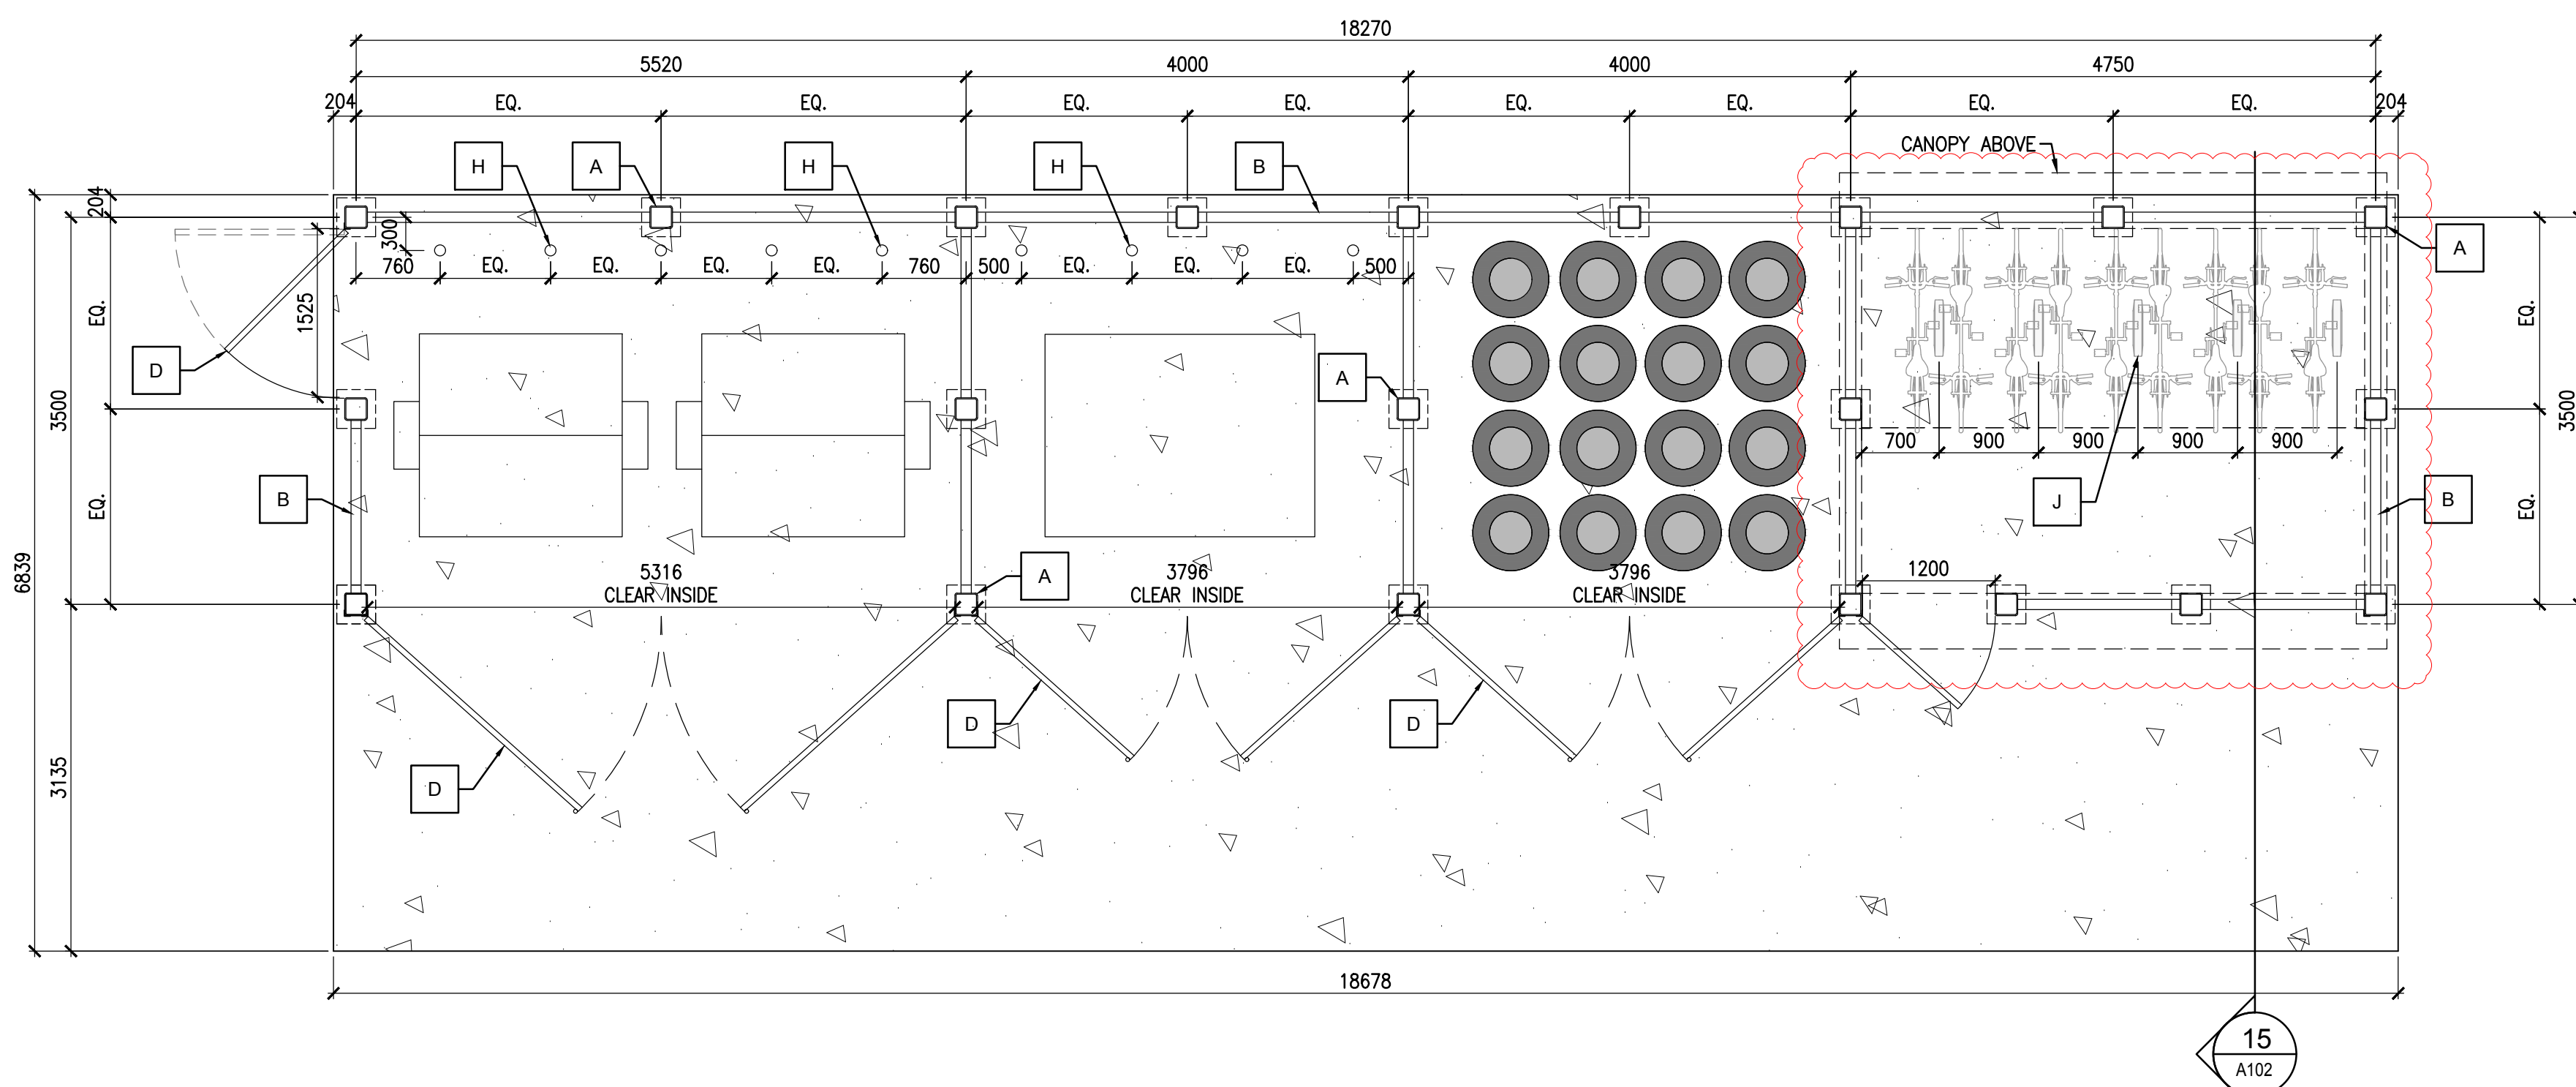 18270
5520 4000 4000 4750
204 EQ. EQ. EQ. EQ. EQ. EQ. EQ. EQ. 204
CANOPY ABOVE
H A H H B
204
300
A
760 EQ. EQ. EQ. EQ. 760 500 EQ. EQ. EQ. 500
EQ. 1525 EQ.
D A
3500 3500
700 900 900 900 900
B J B
EQ. EQ.
6839
5316 3796 3796
CLEAR INSIDE CLEAR INSIDE CLEAR INSIDE
A 1200
D D
D
3135
18678
15
A102